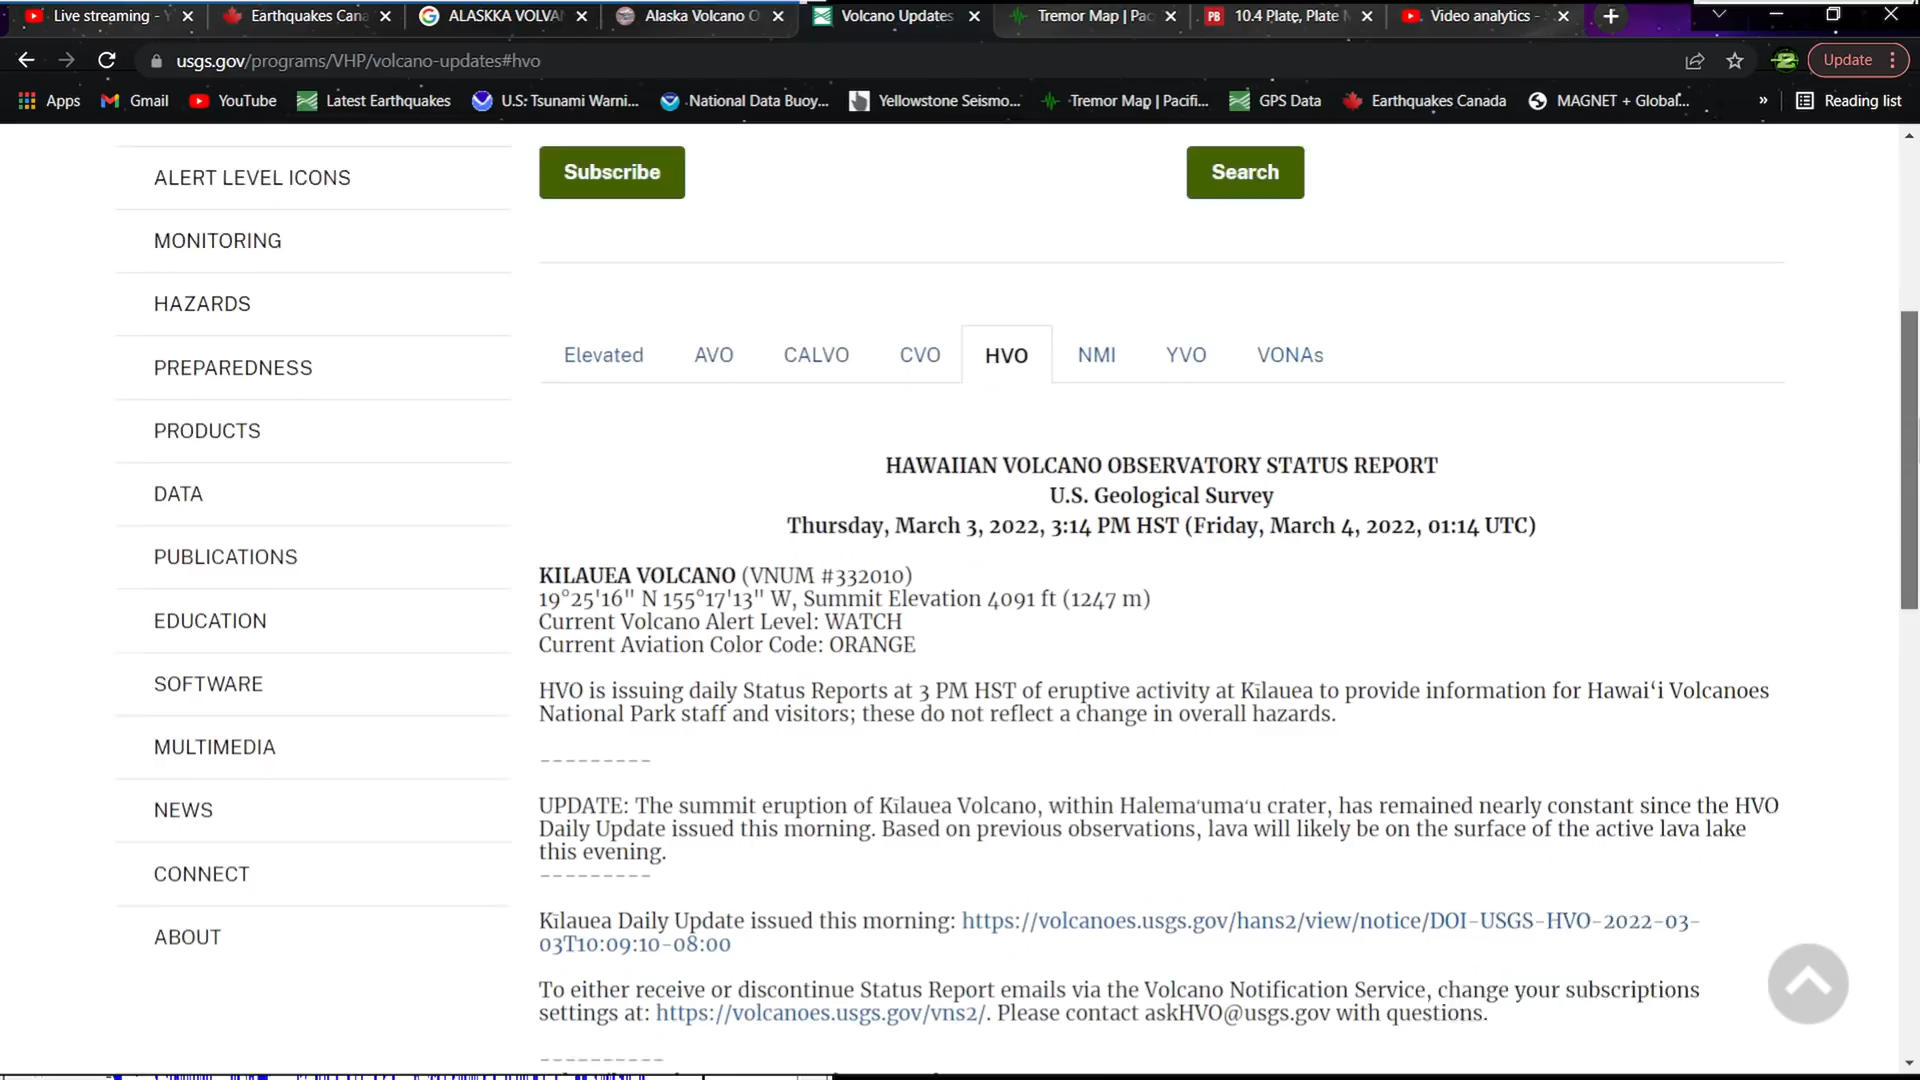 Live streaming -
Earthquakes Cana
ALASKKA VOLVAN
Alaska Volcano O
Volcano Updates
Tremor Map | Pac
10.4 Plate, Plate M
Video analytics -
usgs.gov/programs/VHP/volcano-updates#hvo
Update
Apps
Gmail
YouTube
Latest Earthquakes
U.S: Tsunami Warni...
National Data Buoy...
Yellowstone Seismo...
Tremor Map | Pacifi...
GPS Data
Earthquakes Canada
MAGNET + Global...
»
Reading list
ALERT LEVEL ICONS
MONITORING
HAZARDS
PREPAREDNESS
PRODUCTS
DATA
PUBLICATIONS
EDUCATION
SOFTWARE
MULTIMEDIA
NEWS
CONNECT
ABOUT
Subscribe
Search
Elevated AVO CALVO CVO HVO NMI YVO VONAs
HAWAIIAN VOLCANO OBSERVATORY STATUS REPORT
U.S. Geological Survey
Thursday, March 3, 2022, 3:14 PM HST (Friday, March 4, 2022, 01:14 UTC)
KILAUEA VOLCANO (VNUM #332010)
19°25'16" N 155°17'13" W, Summit Elevation 4091 ft (1247 m)
Current Volcano Alert Level: WATCH
Current Aviation Color Code: ORANGE
HVO is issuing daily Status Reports at 3 PM HST of eruptive activity at Kīlauea to provide information for Hawai‘i Volcanoes
National Park staff and visitors; these do not reflect a change in overall hazards.
---------
UPDATE: The summit eruption of Kīlauea Volcano, within Halemaʻumaʻu crater, has remained nearly constant since the HVO
Daily Update issued this morning. Based on previous observations, lava will likely be on the surface of the active lava lake
this evening.
---------
Kīlauea Daily Update issued this morning: https://volcanoes.usgs.gov/hans2/view/notice/DOI-USGS-HVO-2022-03-
03T10:09:10-08:00
To either receive or discontinue Status Report emails via the Volcano Notification Service, change your subscriptions
settings at: https://volcanoes.usgs.gov/vns2/. Please contact askHVO@usgs.gov with questions.
----------